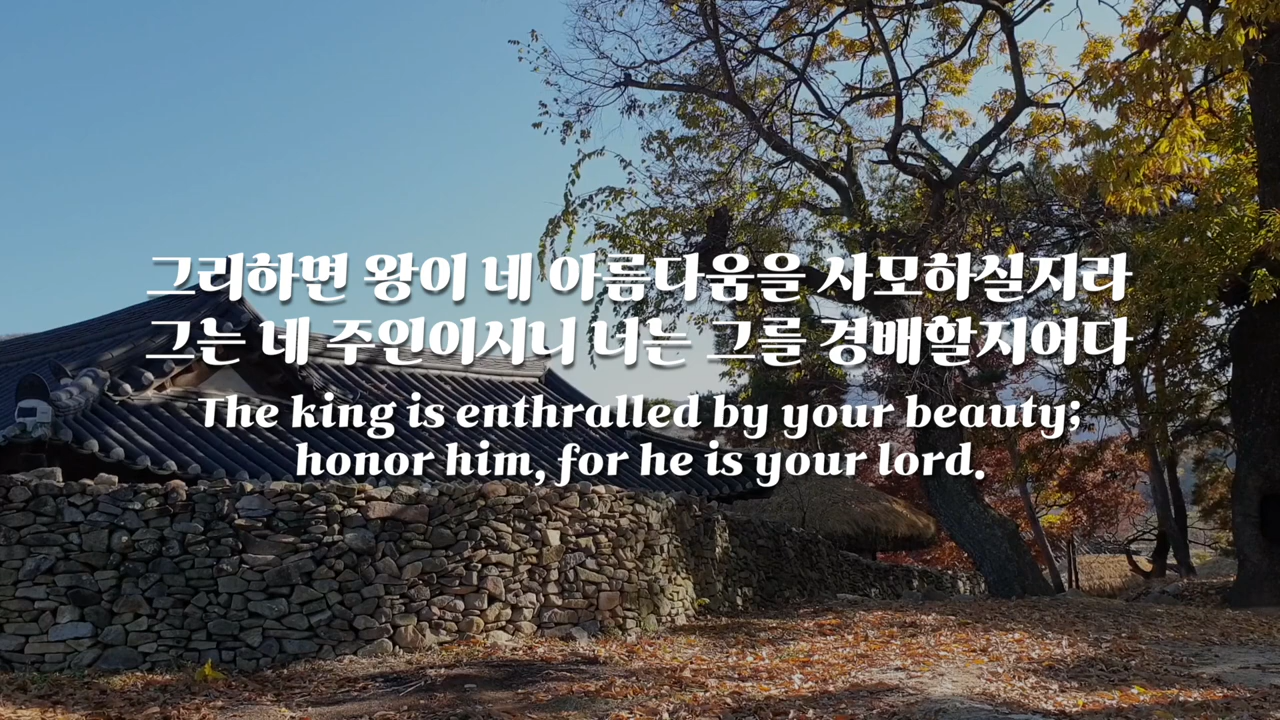 그리하면 왕이 네 아름다움을 사모하실지라
그는 네 주인이시니 너는 그를 경배할지어다
The king is enthralled by your beauty;
honor him, for he is your lord.